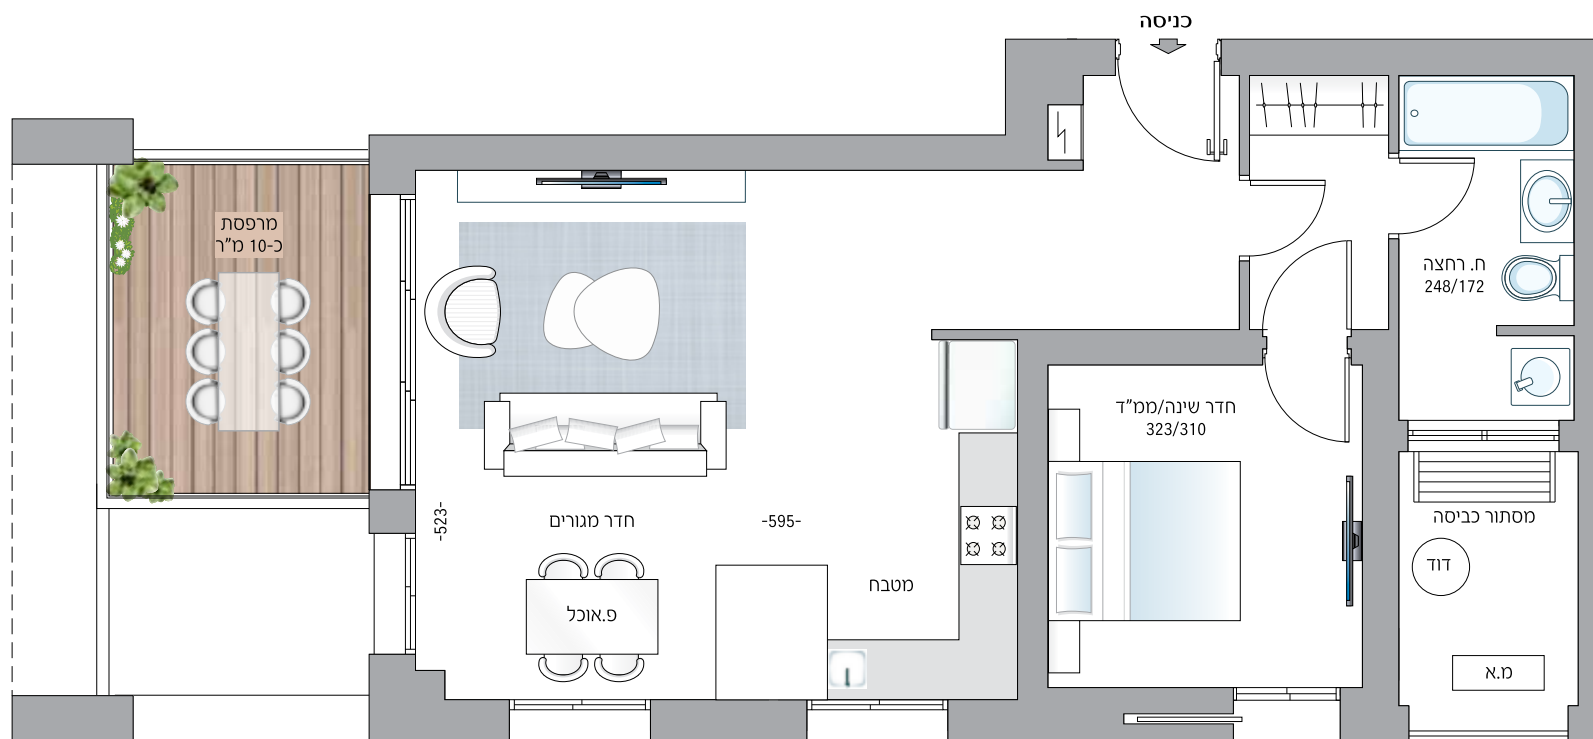 כניסה
מרפסת
כ-10 מ"ר
ח. רחצה
248/172
חדר שינה/ממ"ד
323/310
-523-
חדר מגורים
-595-
מסתור כביסה
דוד
מטבח
פ.אוכל
מ.א